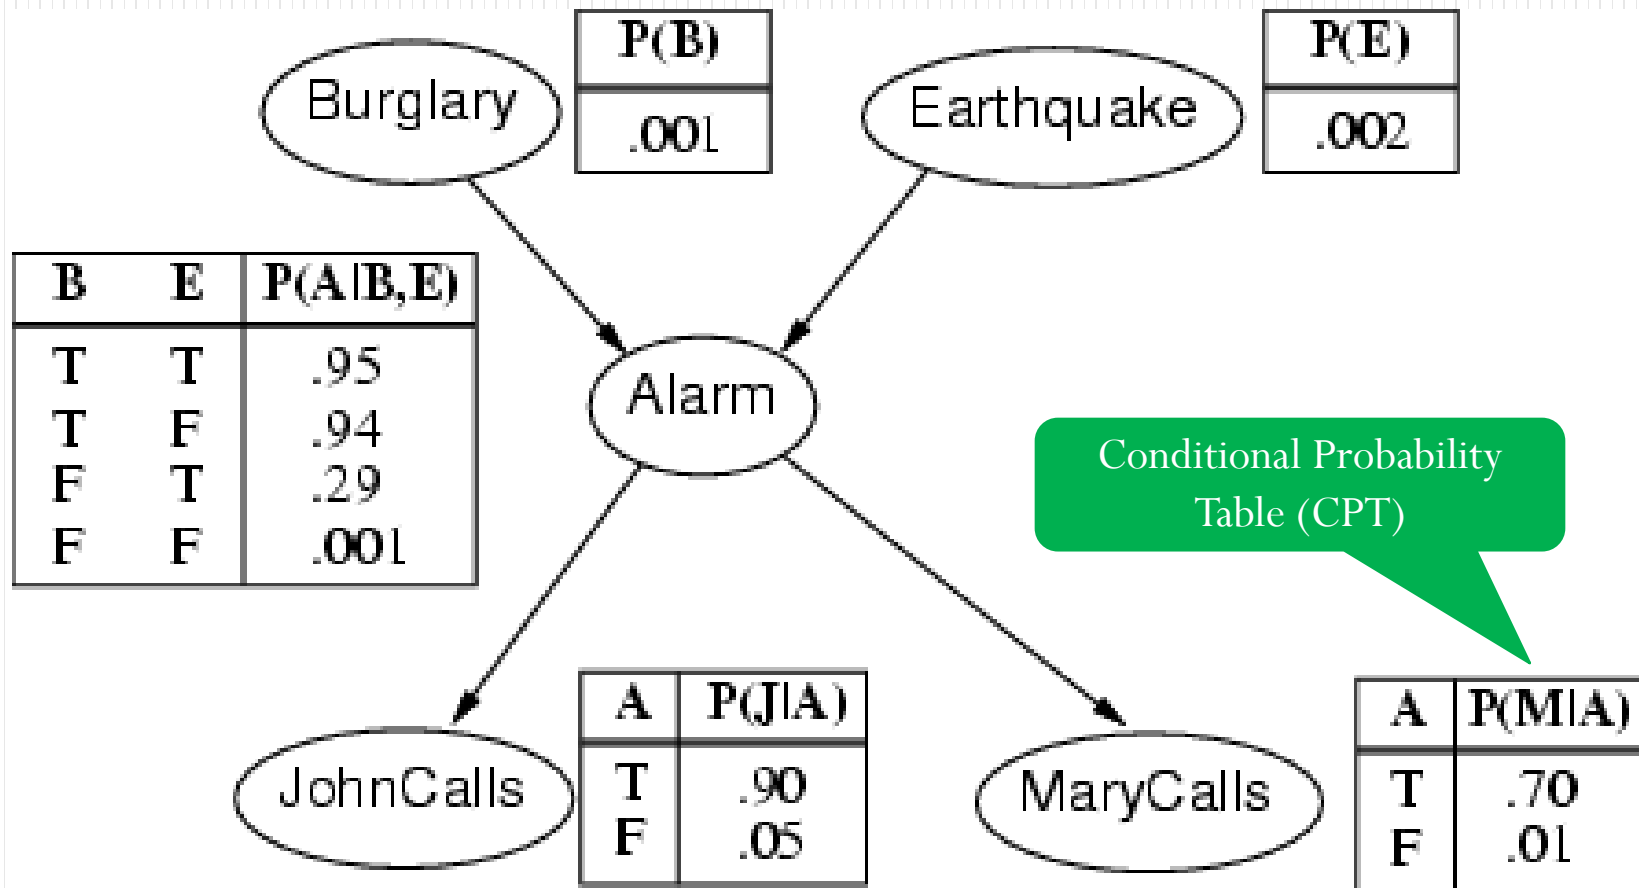 Burglary
P(B)
.001
Earthquake
P(E)
.002
B E P(A|B,E)
T T .95
T F .94
F T .29
F F .001
Alarm
Conditional Probability
Table (CPT)
JohnCalls
A P(J|A)
T .90
F .05
MaryCalls
A P(M|A)
T .70
F .01